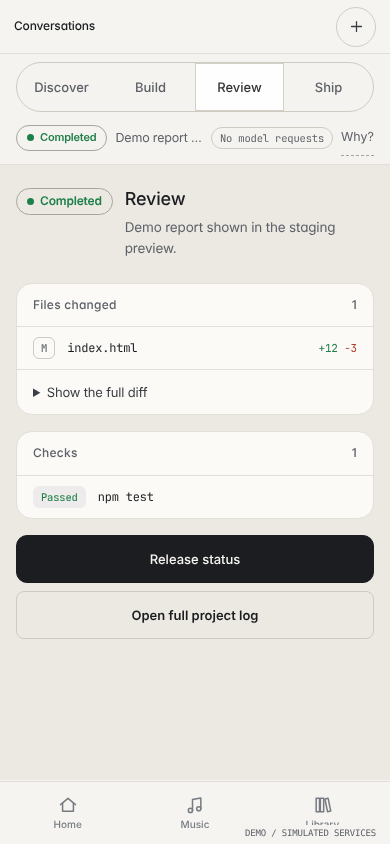 Conversations
+
Discover Build Review Ship
Completed Demo report ... No model requests Why?
Completed Review
Demo report shown in the staging
preview.
Files changed 1
M index.html +12 -3
Show the full diff
Checks 1
Passed npm test
Release status
Open full project log
Home Music Library
DEMO / SIMULATED SERVICES